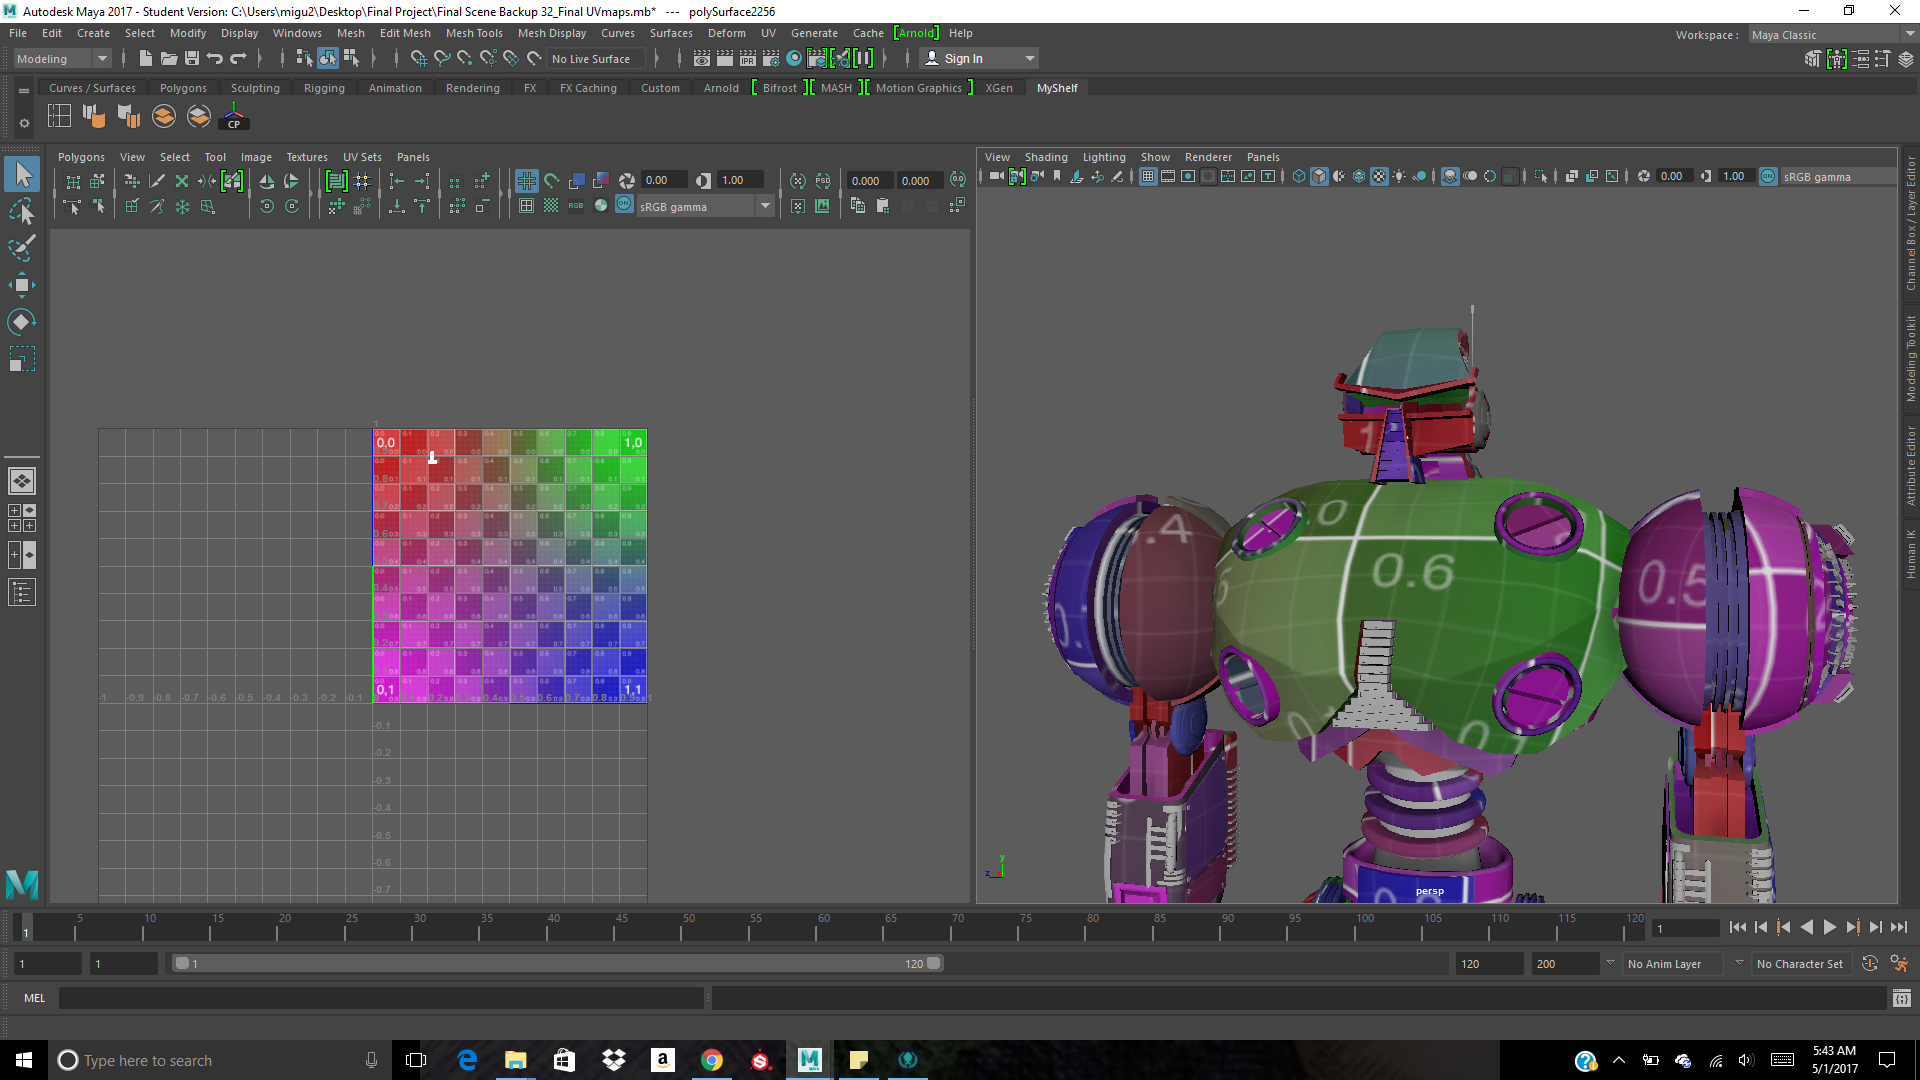 Autodesk Maya 2017 - Student Version: C:\Users\migu2\Desktop\Final Project\Final Scene Backup 32_Final UVmaps.mb* --- polySurface2256
File Edit Create Select Modify Display Windows Mesh Edit Mesh Mesh Tools Mesh Display Curves Surfaces Deform UV Generate Cache [Arnold] Help
Workspace : Maya Classic
Modeling No Live Surface IPR Sign In
Curves / Surfaces Polygons Sculpting Rigging Animation Rendering FX FX Caching Custom Arnold Bifrost MASH Motion Graphics XGen MyShelf
CP
Polygons View Select Tool Image Textures UV Sets Panels
0.00 1.00 PSD 0.000 0.000
RGB ON sRGB gamma
View Shading Lighting Show Renderer Panels
0.00 1.00 ON sRGB gamma
Channel Box / Layer Editor
Modeling Toolkit
Attribute Editor
Human IK
1
0,0 1,0
0,1 1,1
-1 -0.9 -0.8 -0.7 -0.6 -0.5 -0.4 -0.3 -0.2 -0.1
-0.1
-0.2
-0.3
-0.4
-0.5
-0.6
-0.7
.4 0 0.6 0.5
y
z
persp
5 10 15 20 25 30 35 40 45 50 55 60 65 70 75 80 85 90 95 100 105 110 115 120
1 1
1 1 1 120 120 200 No Anim Layer No Character Set
MEL
Type here to search
5:43 AM
5/1/2017